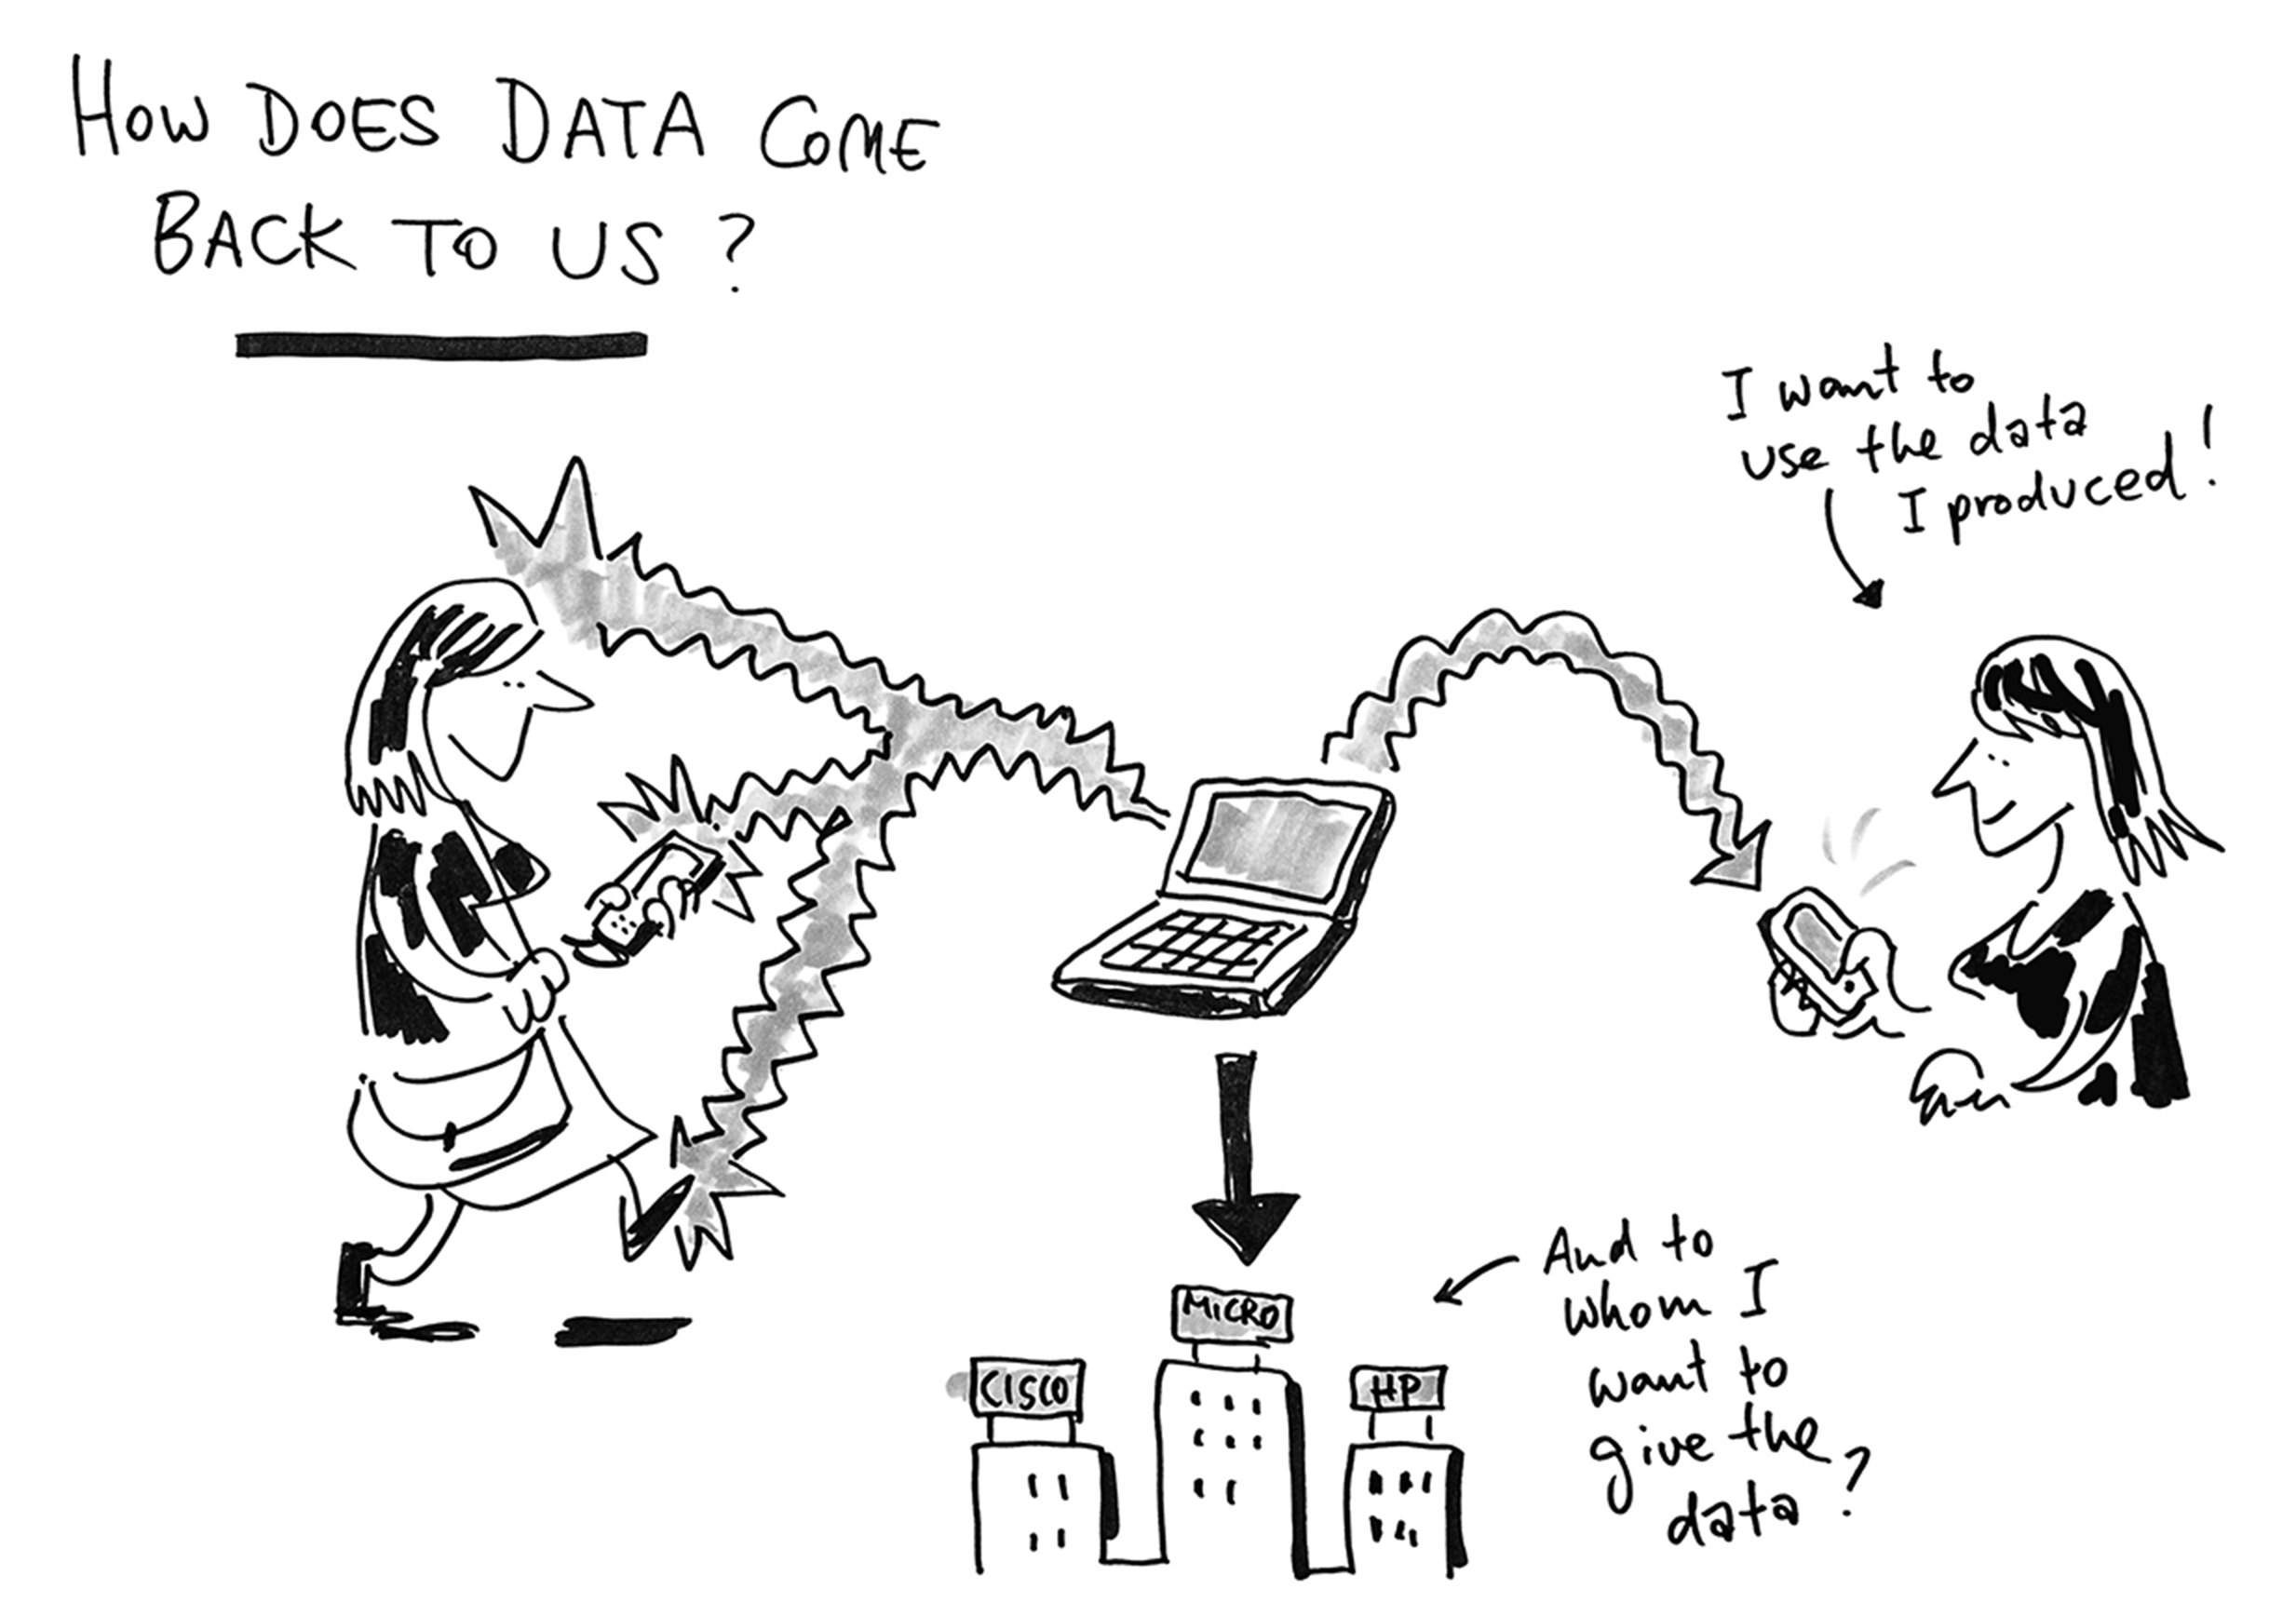 HOW DOES DATA COME
BACK TO US?
I want to
use the data
I produced!
MICRO
CISCO
HP
And to
whom I
want to
give the
data?